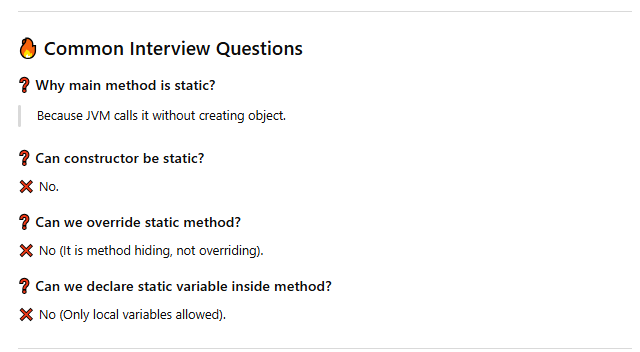 🔥 Common Interview Questions
❓ Why main method is static?
Because JVM calls it without creating object.
❓ Can constructor be static?
❌ No.
❓ Can we override static method?
❌ No (It is method hiding, not overriding).
❓ Can we declare static variable inside method?
❌ No (Only local variables allowed).